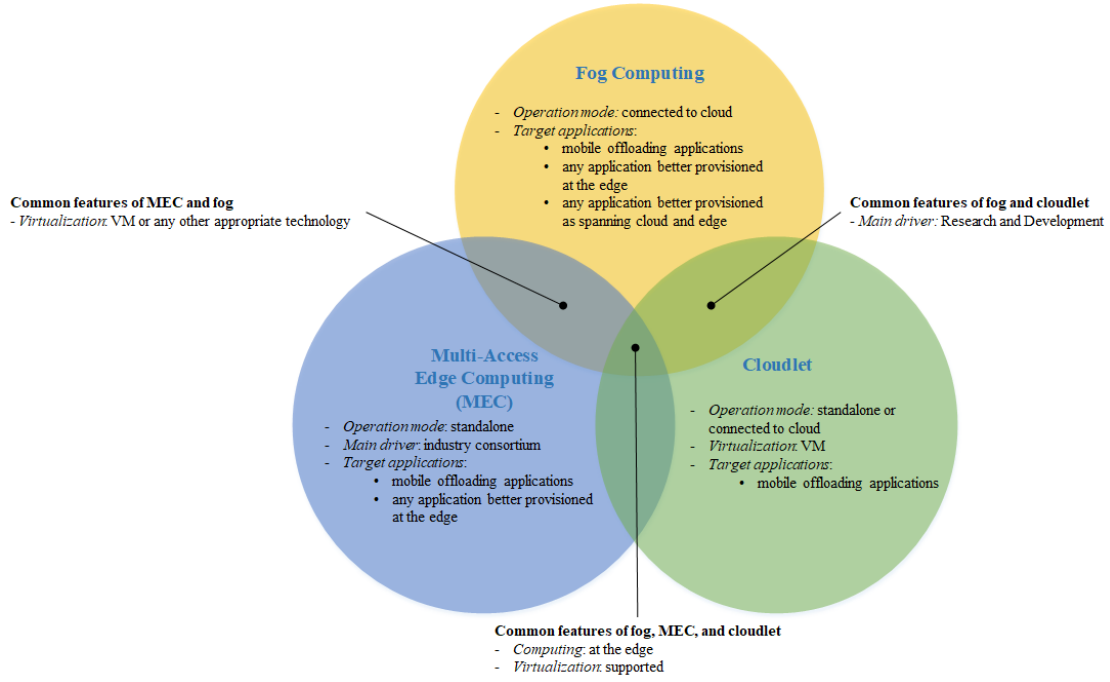 Fog Computing
- Operation mode: connected to cloud
- Target applications:
• mobile offloading applications
• any application better provisioned
at the edge
• any application better provisioned
as spanning cloud and edge
Common features of MEC and fog
- Virtualization: VM or any other appropriate technology
Common features of fog and cloudlet
- Main driver: Research and Development
Multi-Access
Edge Computing
(MEC)
- Operation mode: standalone
- Main driver: industry consortium
- Target applications:
• mobile offloading applications
• any application better provisioned
at the edge
Cloudlet
- Operation mode: standalone or
connected to cloud
- Virtualization: VM
- Target applications:
• mobile offloading applications
Common features of fog, MEC, and cloudlet
- Computing: at the edge
- Virtualization: supported